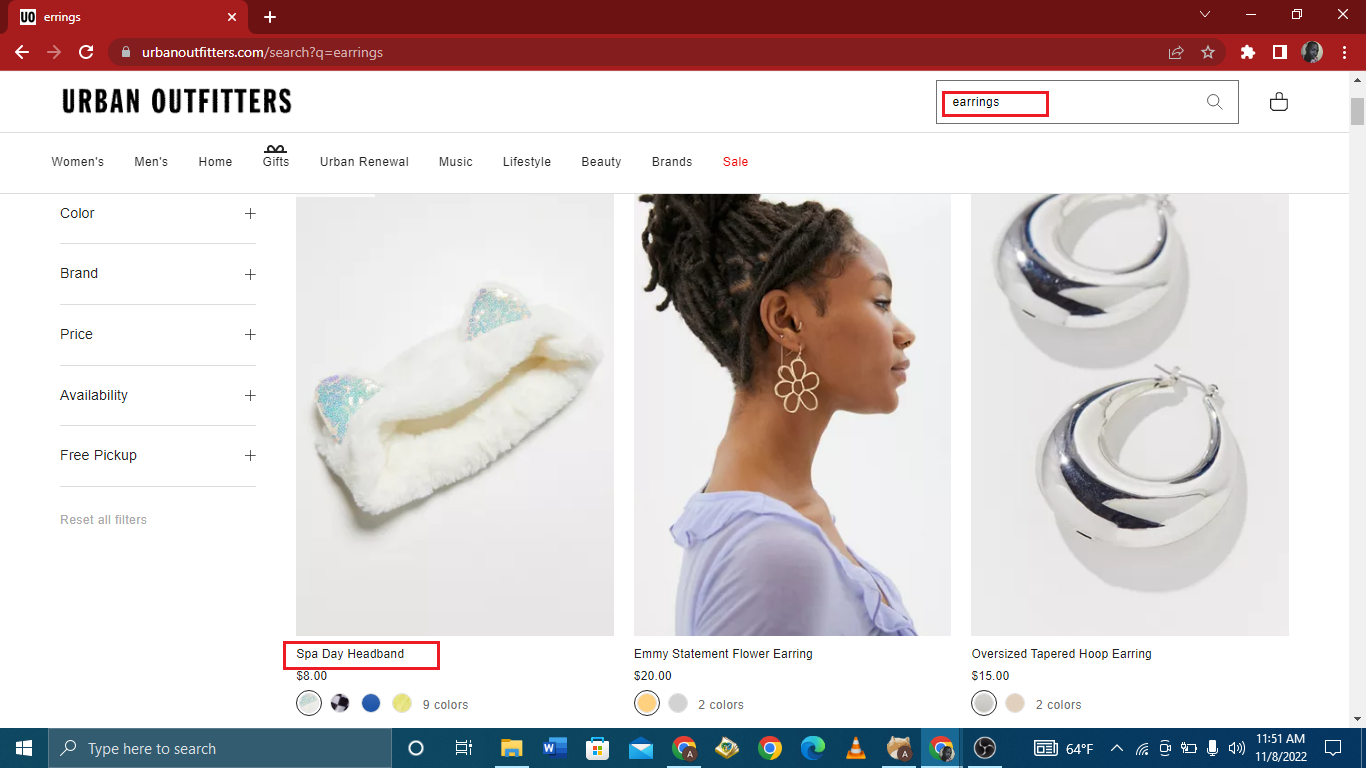 UO errings
urbanoutfitters.com/search?q=earrings
URBAN OUTFITTERS
earrings
Women's Men's Home Gifts Urban Renewal Music Lifestyle Beauty Brands Sale
Color
Brand
Price
Availability
Free Pickup
Reset all filters
Spa Day Headband
$8.00
9 colors
Emmy Statement Flower Earring
$20.00
2 colors
Oversized Tapered Hoop Earring
$15.00
2 colors
Type here to search
64°F
11:51 AM
11/8/2022